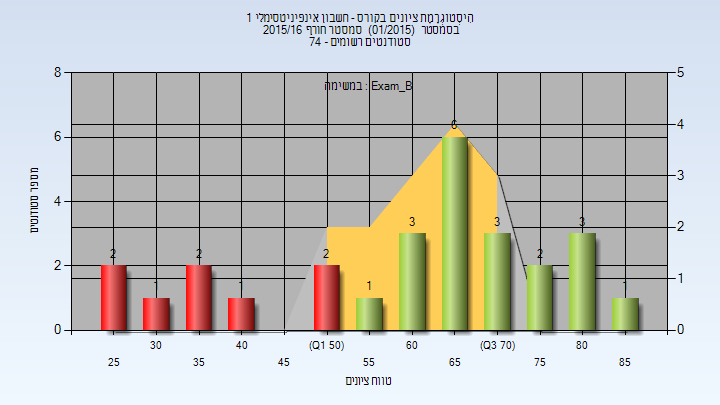 היסטוגרמת ציונים בקורס - חשבון אינפיניטסימלי 1
בסמסטר (01/2015) סמסטר חורף 2015/16
סטודנטים רשומים - 74
במשימה : Exam_B
8 6 4 2 0
מספר סטודנטים
5 4 3 2 1 0
2 1 2 1 2 1 3 6 3 2 3 1
30 40 (Q1 50) 60 (Q3 70) 80
25 35 45 55 65 75 85
טווח ציונים